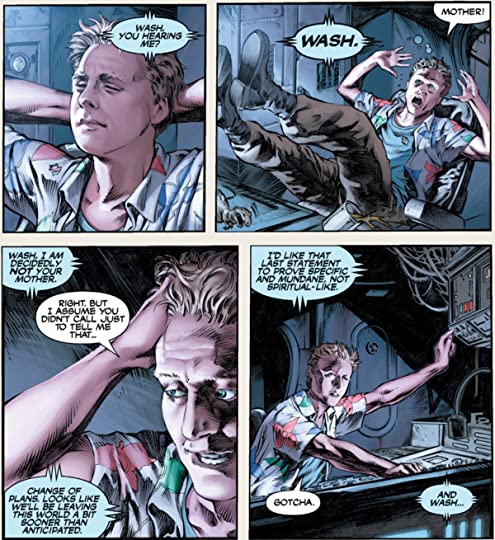 WASH,
YOU HEARING
ME?
WASH.
MOTHER!
WASH, I AM
DECIDEDLY
NOT YOUR
MOTHER.
RIGHT. BUT
I ASSUME YOU
DIDN'T CALL JUST
TO TELL ME
THAT...
CHANGE OF
PLANS. LOOKS LIKE
WE'LL BE LEAVING
THIS WORLD A BIT
SOONER THAN
ANTICIPATED.
I'D LIKE THAT
LAST STATEMENT
TO PROVE SPECIFIC
AND MUNDANE, NOT
SPIRITUAL-LIKE.
GOTCHA.
AND
WASH...